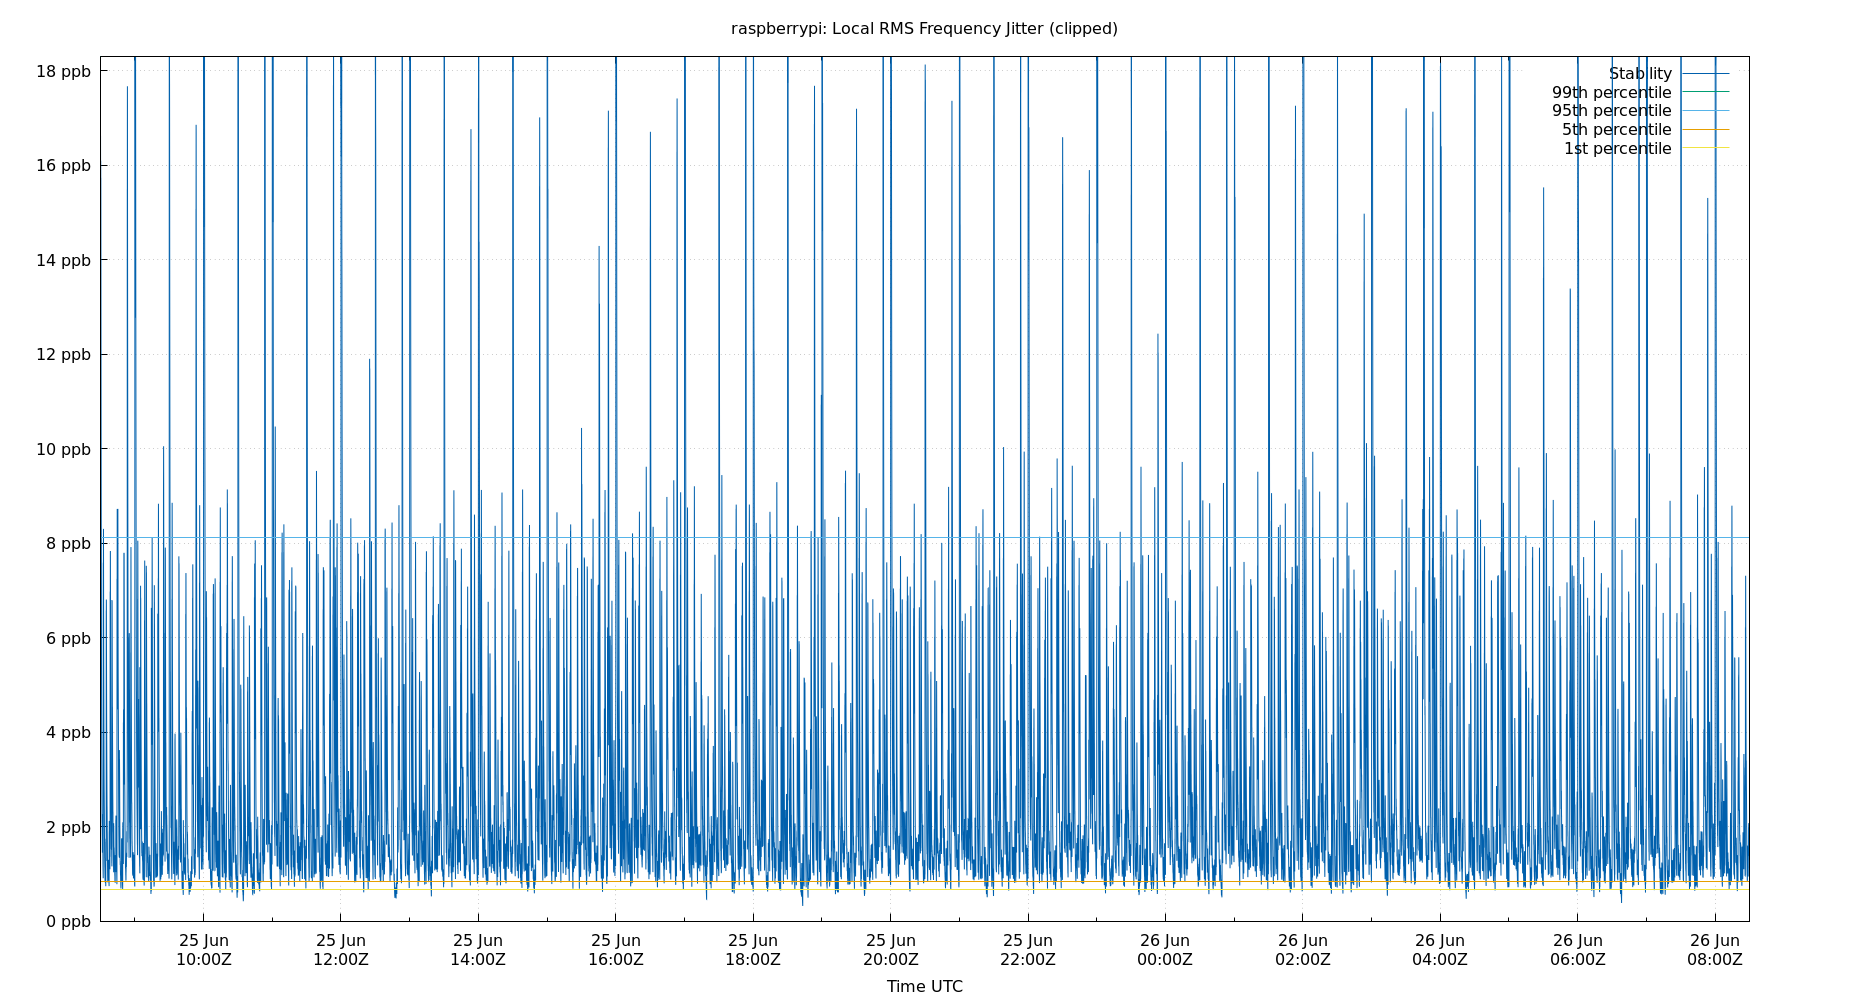 raspberrypi: Local RMS Frequency Jitter (clipped)
18 ppb
16 ppb
14 ppb
12 ppb
10 ppb
8 ppb
6 ppb
4 ppb
2 ppb
0 ppb
Stability
99th percentile
95th percentile
5th percentile
1st percentile
25 Jun 25 Jun 25 Jun 25 Jun 25 Jun 25 Jun 25 Jun 26 Jun 26 Jun 26 Jun 26 Jun 26 Jun
10:00Z 12:00Z 14:00Z 16:00Z 18:00Z 20:00Z 22:00Z 00:00Z 02:00Z 04:00Z 06:00Z 08:00Z
Time UTC